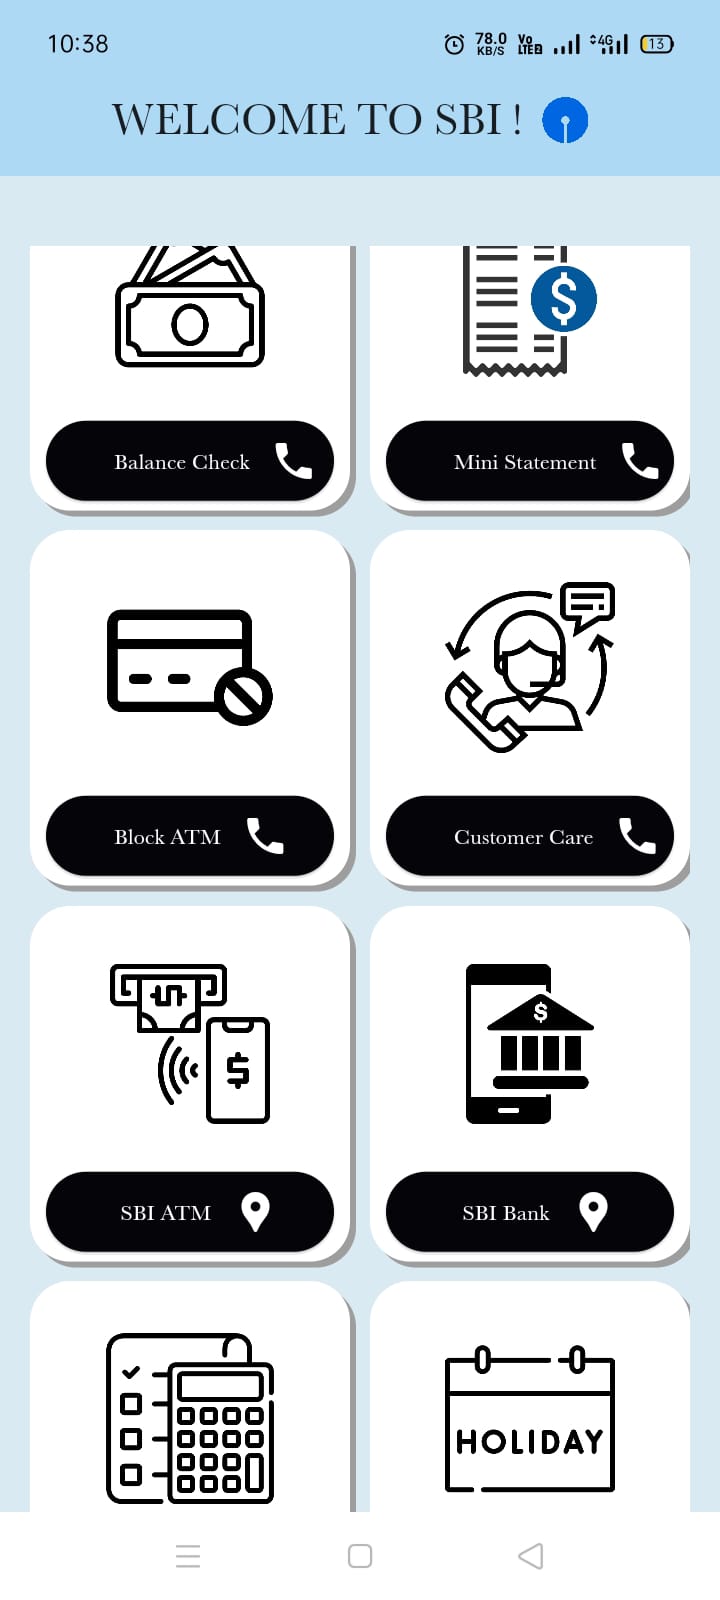 10:38
78.0 KB/S
Vo LTE 2
4G
13
WELCOME TO SBI !
$
Balance Check
Mini Statement
Block ATM
Customer Care
$
$
$
SBI ATM
SBI Bank
HOLIDAY